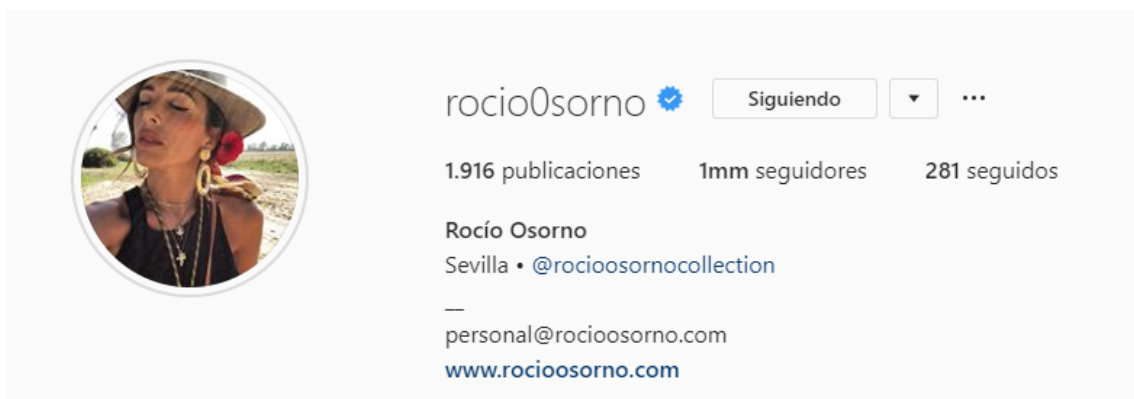 rocio0sorno Siguiendo
1.916 publicaciones 1mm seguidores 281 seguidos
Rocío Osorno
Sevilla • @rocioosornocollection
__
personal@rocioosorno.com
www.rocioosorno.com